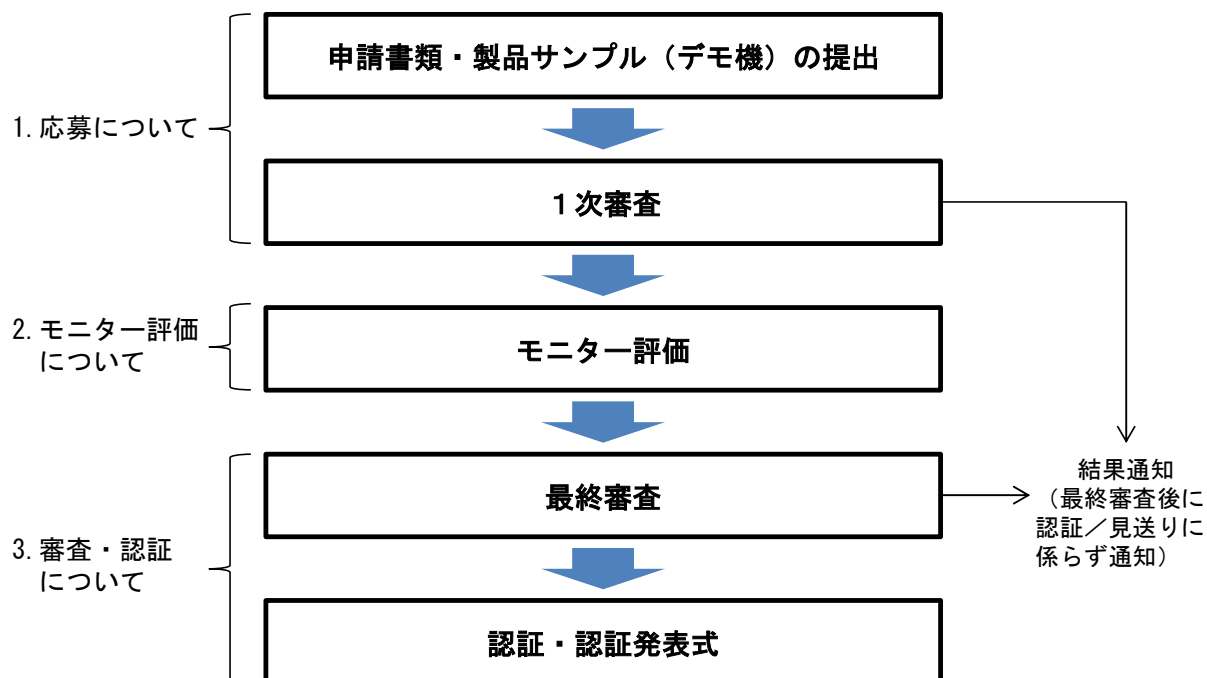 申請書類・製品サンプル（デモ機）の提出
1.応募について
１次審査
2.モニター評価
について
モニター評価
最終審査
結果通知
（最終審査後に
認証／見送りに
係らず通知）
3.審査・認証
について
認証・認証発表式